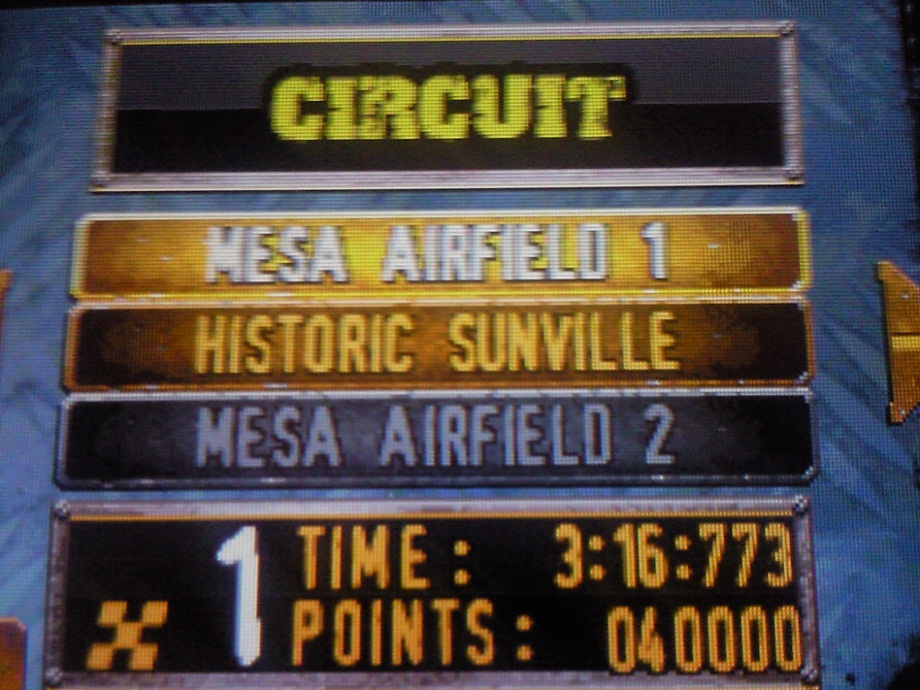 CIRCUIT
MESA AIRFIELD 1
HISTORIC SUNVILLE
MESA AIRFIELD 2
1
TIME: 3:16:773
POINTS: 040000